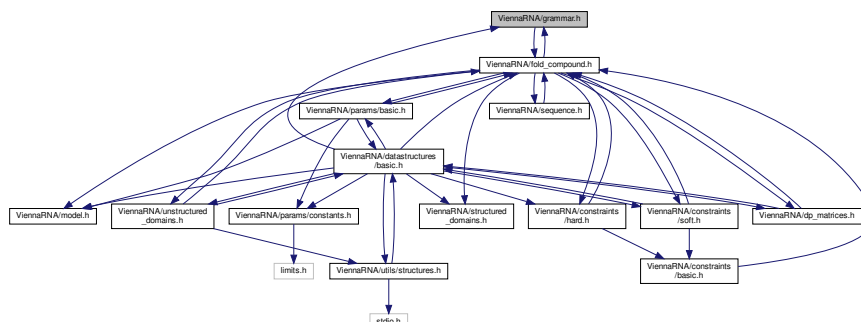 ViennaRNA/grammar.h
ViennaRNA/fold_compound.h
ViennaRNA/params/basic.h
ViennaRNA/sequence.h
ViennaRNA/datastructures
/basic.h
ViennaRNA/model.h
ViennaRNA/unstructured
_domains.h
ViennaRNA/params/constants.h
ViennaRNA/structured
_domains.h
ViennaRNA/constraints
/hard.h
ViennaRNA/constraints
/soft.h
ViennaRNA/dp_matrices.h
limits.h
ViennaRNA/utils/structures.h
ViennaRNA/constraints
/basic.h
stdio.h